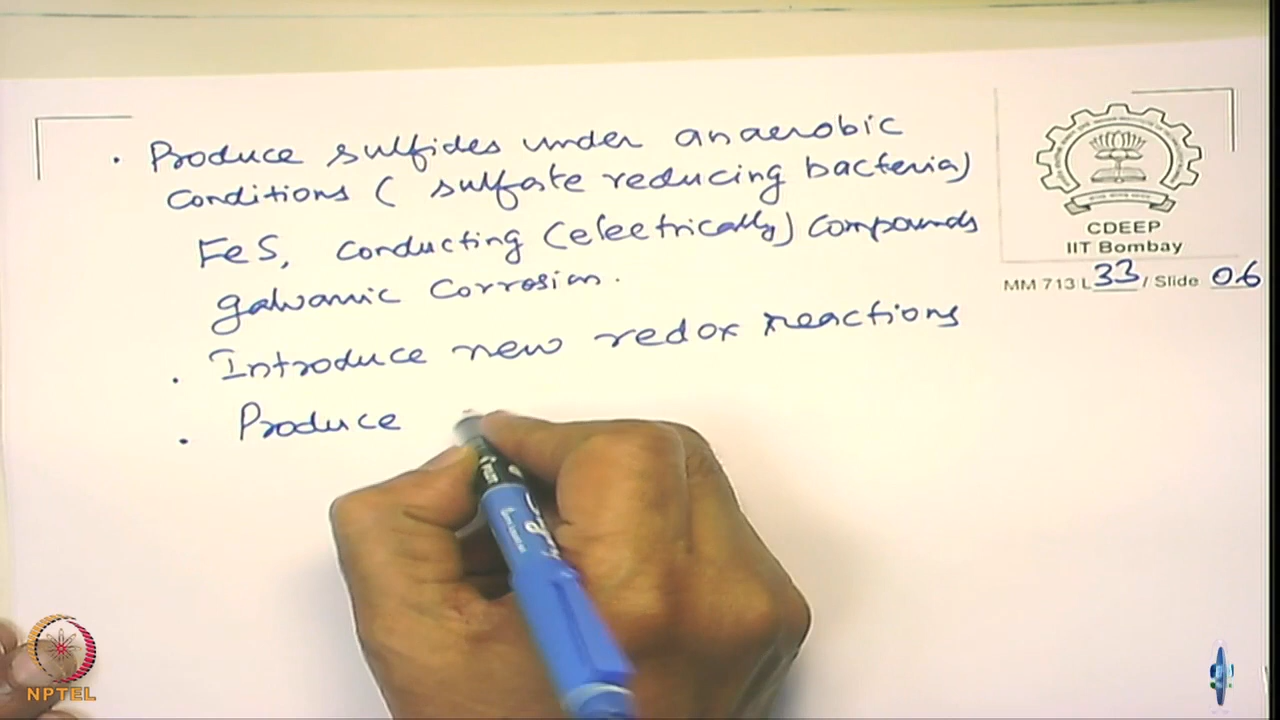 . Produce sulfides under anaerobic
conditions ( sulfate reducing bacteria)
FeS, conducting (electrically) compounds
galvanic corrosion.
. Introduce new redox reactions
. Produce
CDEEP
IIT Bombay
MM 713 L 33 / Slide 06
NPTEL